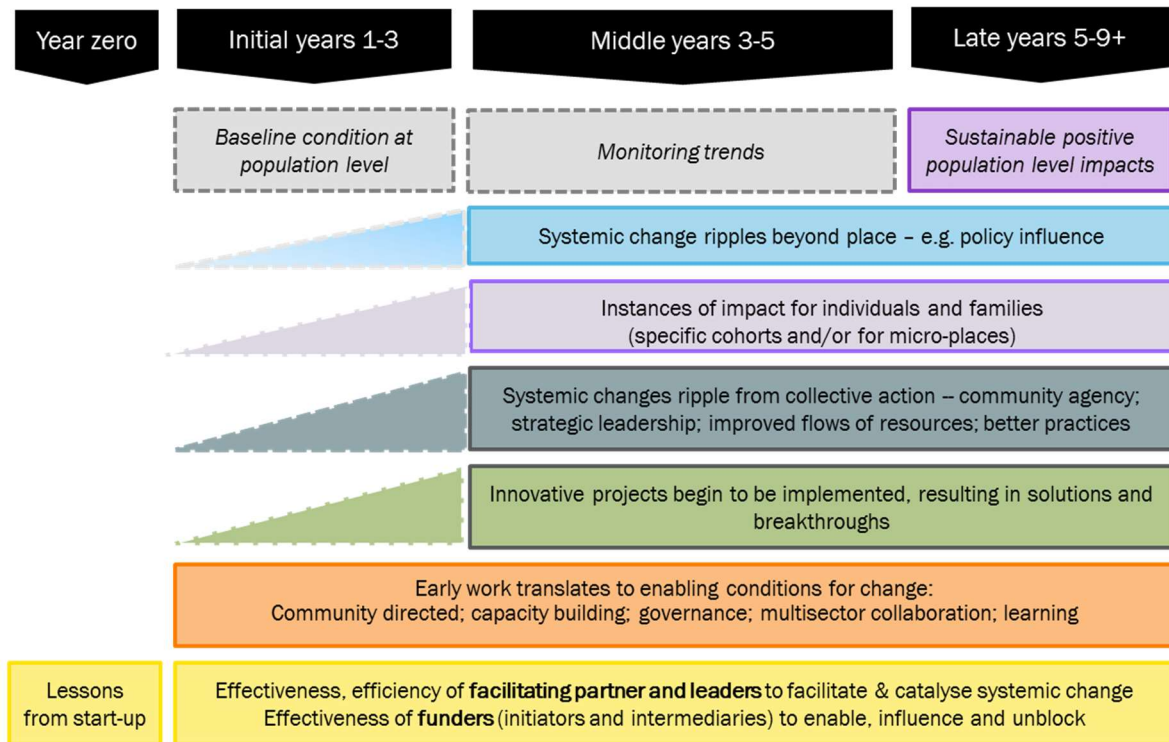 Year zero
Initial years 1-3
Middle years 3-5
Late years 5-9+
Baseline condition at
population level
Monitoring trends
Sustainable positive
population level impacts
Systemic change ripples beyond place – e.g. policy influence
Instances of impact for individuals and families
(specific cohorts and/or for micro-places)
Systemic changes ripple from collective action -- community agency;
strategic leadership; improved flows of resources; better practices
Innovative projects begin to be implemented, resulting in solutions and
breakthroughs
Early work translates to enabling conditions for change:
Community directed; capacity building; governance; multisector collaboration; learning
Lessons
from start-up
Effectiveness, efficiency of facilitating partner and leaders to facilitate & catalyse systemic change
Effectiveness of funders (initiators and intermediaries) to enable, influence and unblock